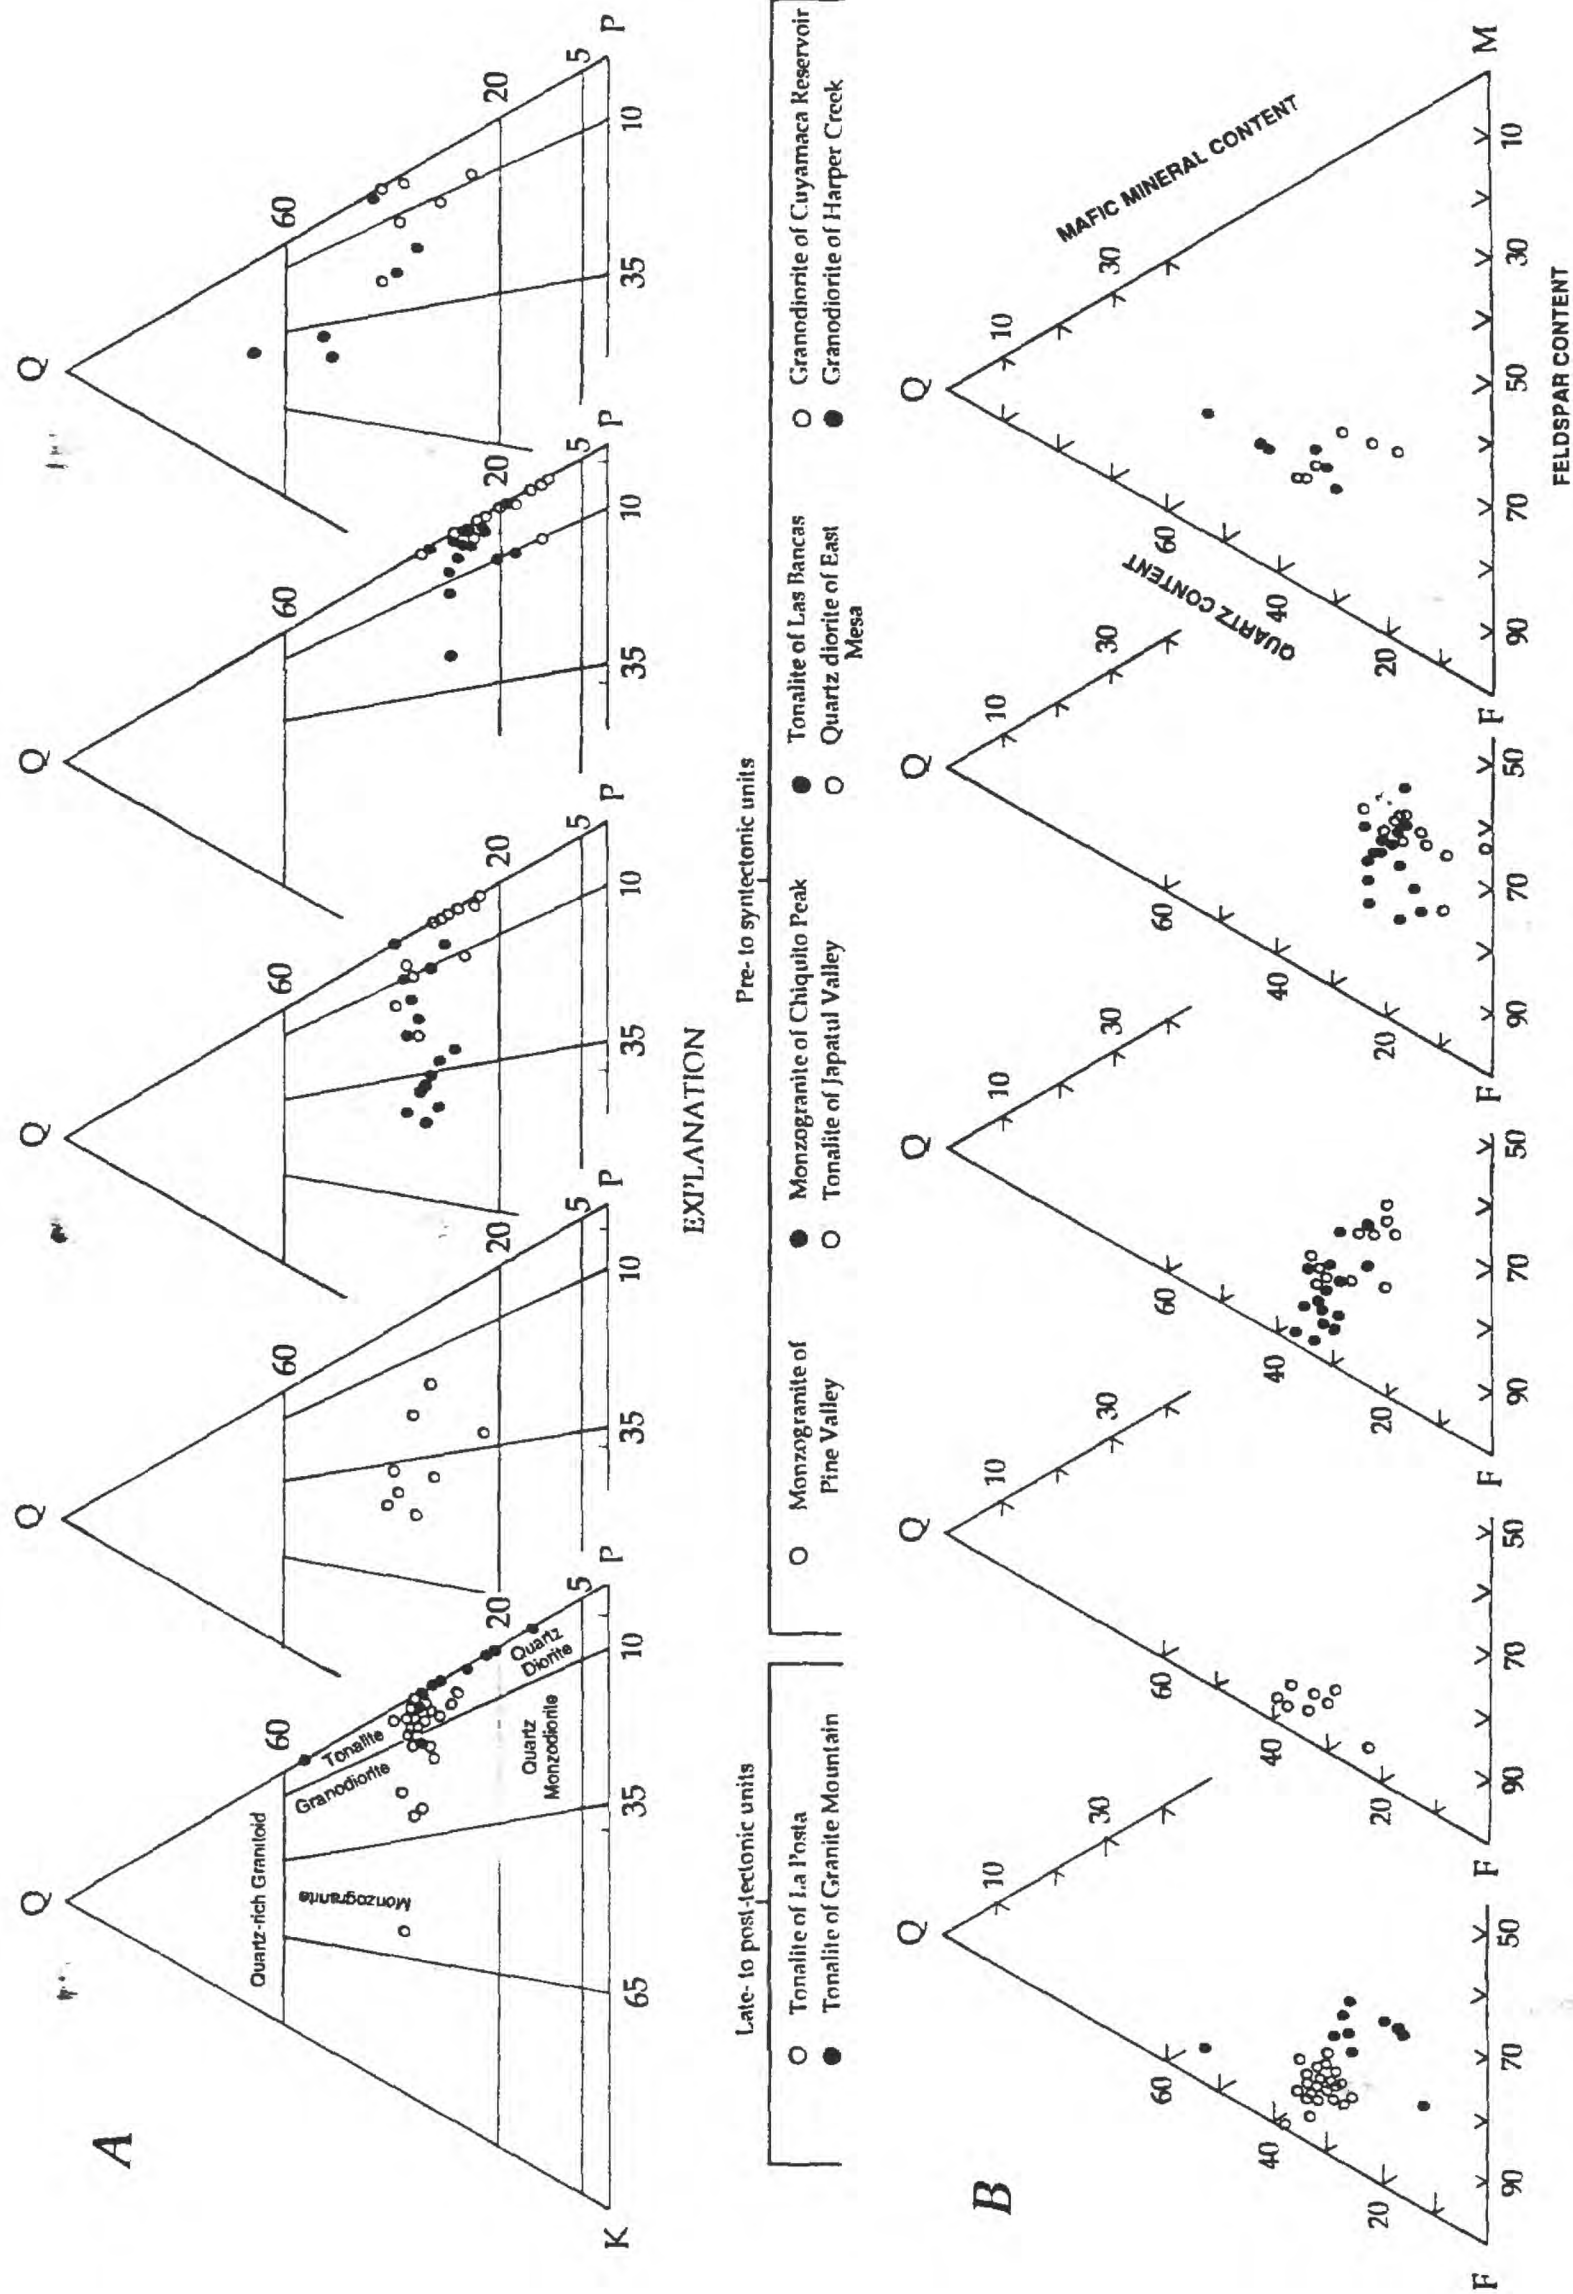 A
Q
Q
Q
Q
Q
60
60
60
60
60
Quartz-rich Granitoid
Tonalite
Granodiorite
Monzogranite
Quartz
Diorite
Quartz
Monzodiorite
20
20
20
20
20
5
5
5
5
5
K
P
P
P
P
P
65
35
10
35
10
35
10
35
10
35
10
EXPLANATION
Late- to post-tectonic units
Tonalite of La Posta
Tonalite of Granite Mountain
Pre- to syntectonic units
Monzogranite of
Pine Valley
Monzogranite of Chiquito Peak
Tonalite of Japatul Valley
Tonalite of Las Bancas
Quartz diorite of East
Mesa
Granodiorite of Cuyamaca Reservoir
Granodiorite of Harper Creek
B
Q
Q
Q
Q
Q
10
30
10
30
10
30
10
30
10
30
MAFIC MINERAL CONTENT
60
40
20
60
40
20
60
40
20
60
40
20
60
40
20
QUARTZ CONTENT
F
90
70
50
F
90
70
50
F
90
70
50
F
90
70
50
F
90
70
50
30
10
M
FELDSPAR CONTENT